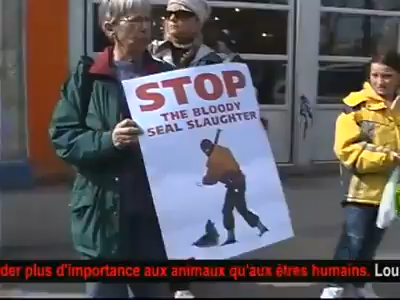 STOP
THE BLOODY
SEAL SLAUGHTER
der plus d'importance aux animaux qu'aux êtres humains. Lou